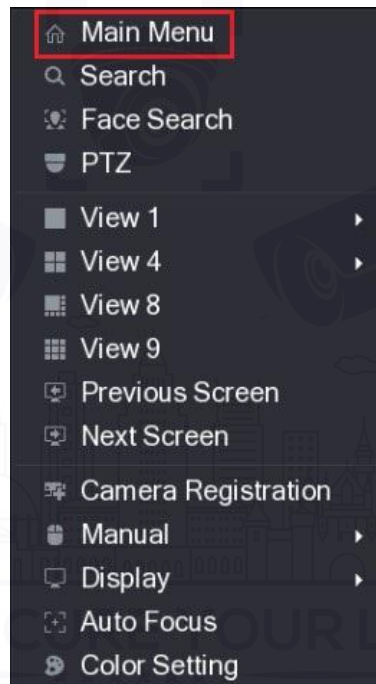 Main Menu
Search
Face Search
PTZ
View 1
View 4
View 8
View 9
Previous Screen
Next Screen
Camera Registration
Manual
Display
Auto Focus
Color Setting